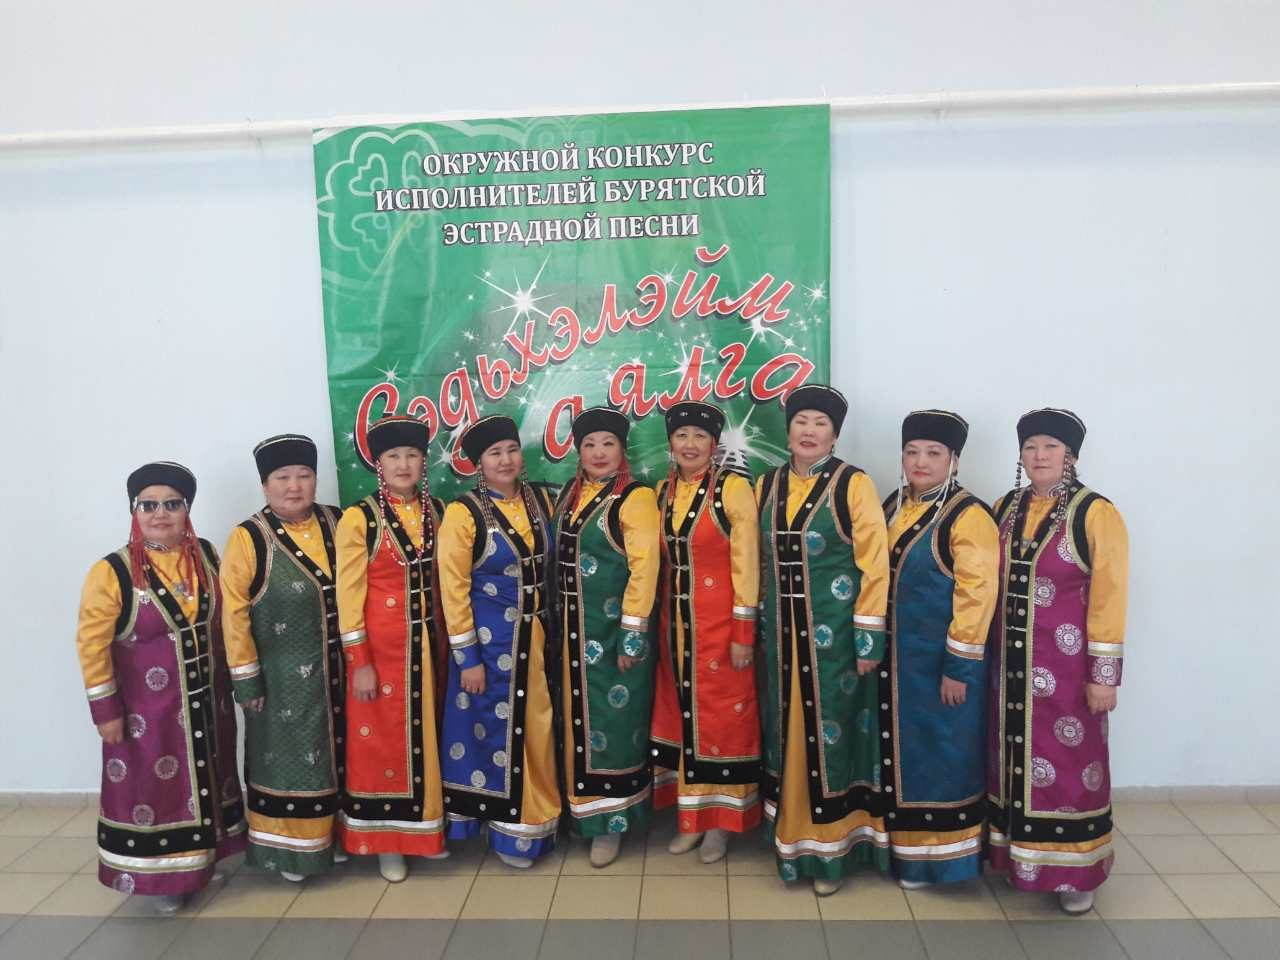 ОКРУЖНОЙ КОНКУРС
ИСПОЛНИТЕЛЕЙ БУРЯТСКОЙ
ЭСТРАДНОЙ ПЕСНИ
Сэдьхэлэйм
аялга